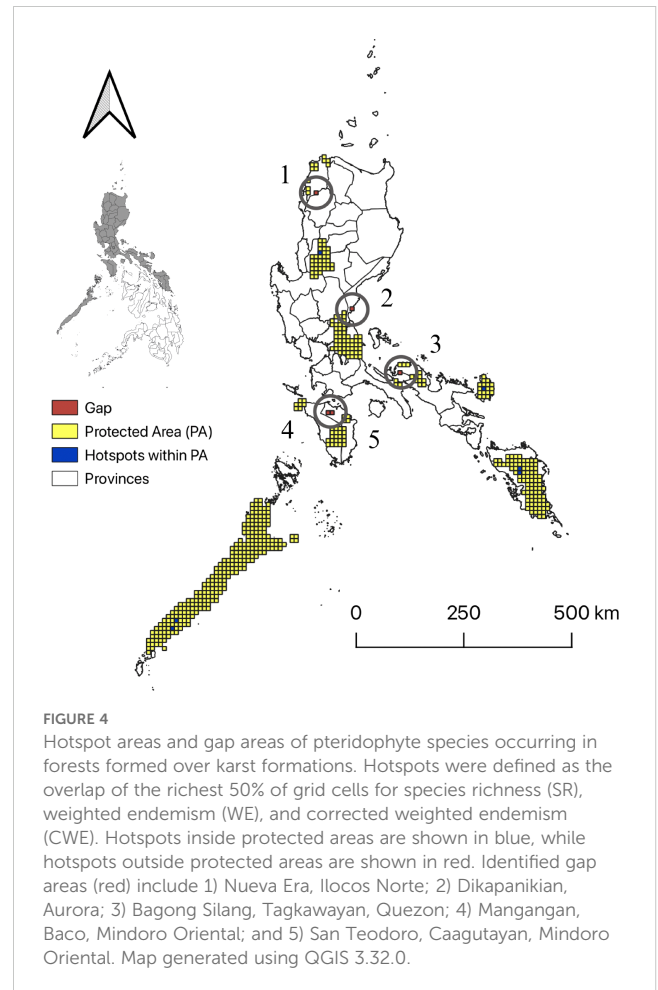 1
2
3
4
5
Gap
Protected Area (PA)
Hotspots within PA
Provinces
0 250 500 km
FIGURE 4
Hotspot areas and gap areas of pteridophyte species occurring in
forests formed over karst formations. Hotspots were defined as the
overlap of the richest 50% of grid cells for species richness (SR),
weighted endemism (WE), and corrected weighted endemism
(CWE). Hotspots inside protected areas are shown in blue, while
hotspots outside protected areas are shown in red. Identified gap
areas (red) include 1) Nueva Era, Ilocos Norte; 2) Dikapanikian,
Aurora; 3) Bagong Silang, Tagkawayan, Quezon; 4) Mangangan,
Baco, Mindoro Oriental; and 5) San Teodoro, Caagutayan, Mindoro
Oriental. Map generated using QGIS 3.32.0.